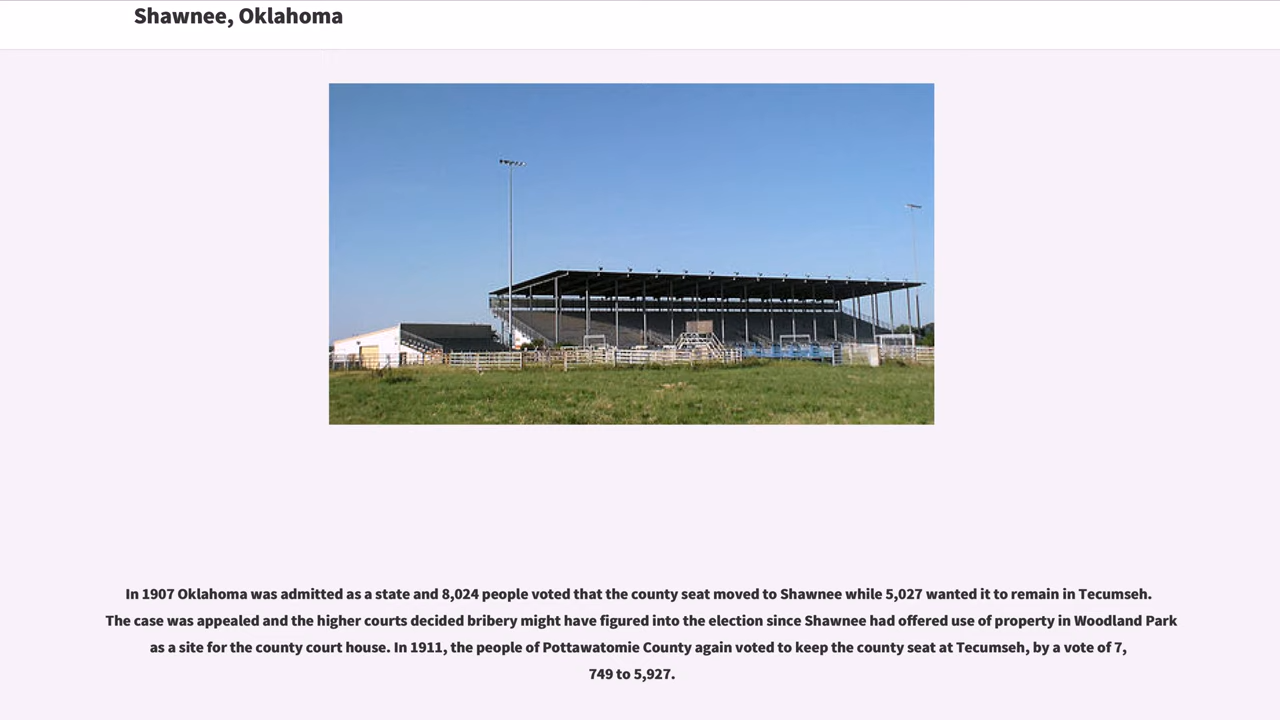 Shawnee, Oklahoma
In 1907 Oklahoma was admitted as a state and 8,024 people voted that the county seat moved to Shawnee while 5,027 wanted it to remain in Tecumseh.
The case was appealed and the higher courts decided bribery might have figured into the election since Shawnee had offered use of property in Woodland Park
as a site for the county court house. In 1911, the people of Pottawatomie County again voted to keep the county seat at Tecumseh, by a vote of 7,
749 to 5,927.